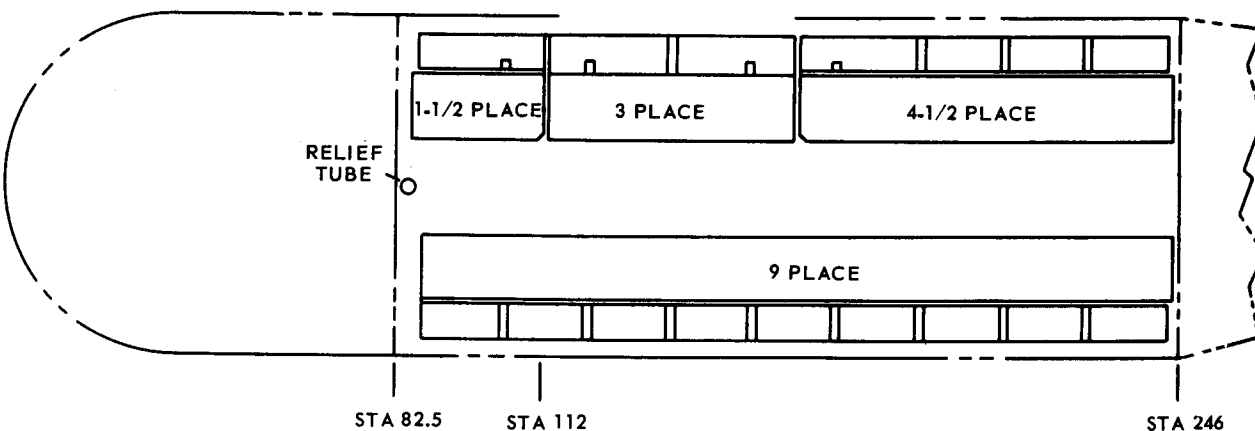 1-1/2 PLACE
3 PLACE
4-1/2 PLACE
RELIEF
TUBE
9 PLACE
STA 82.5
STA 112
STA 246